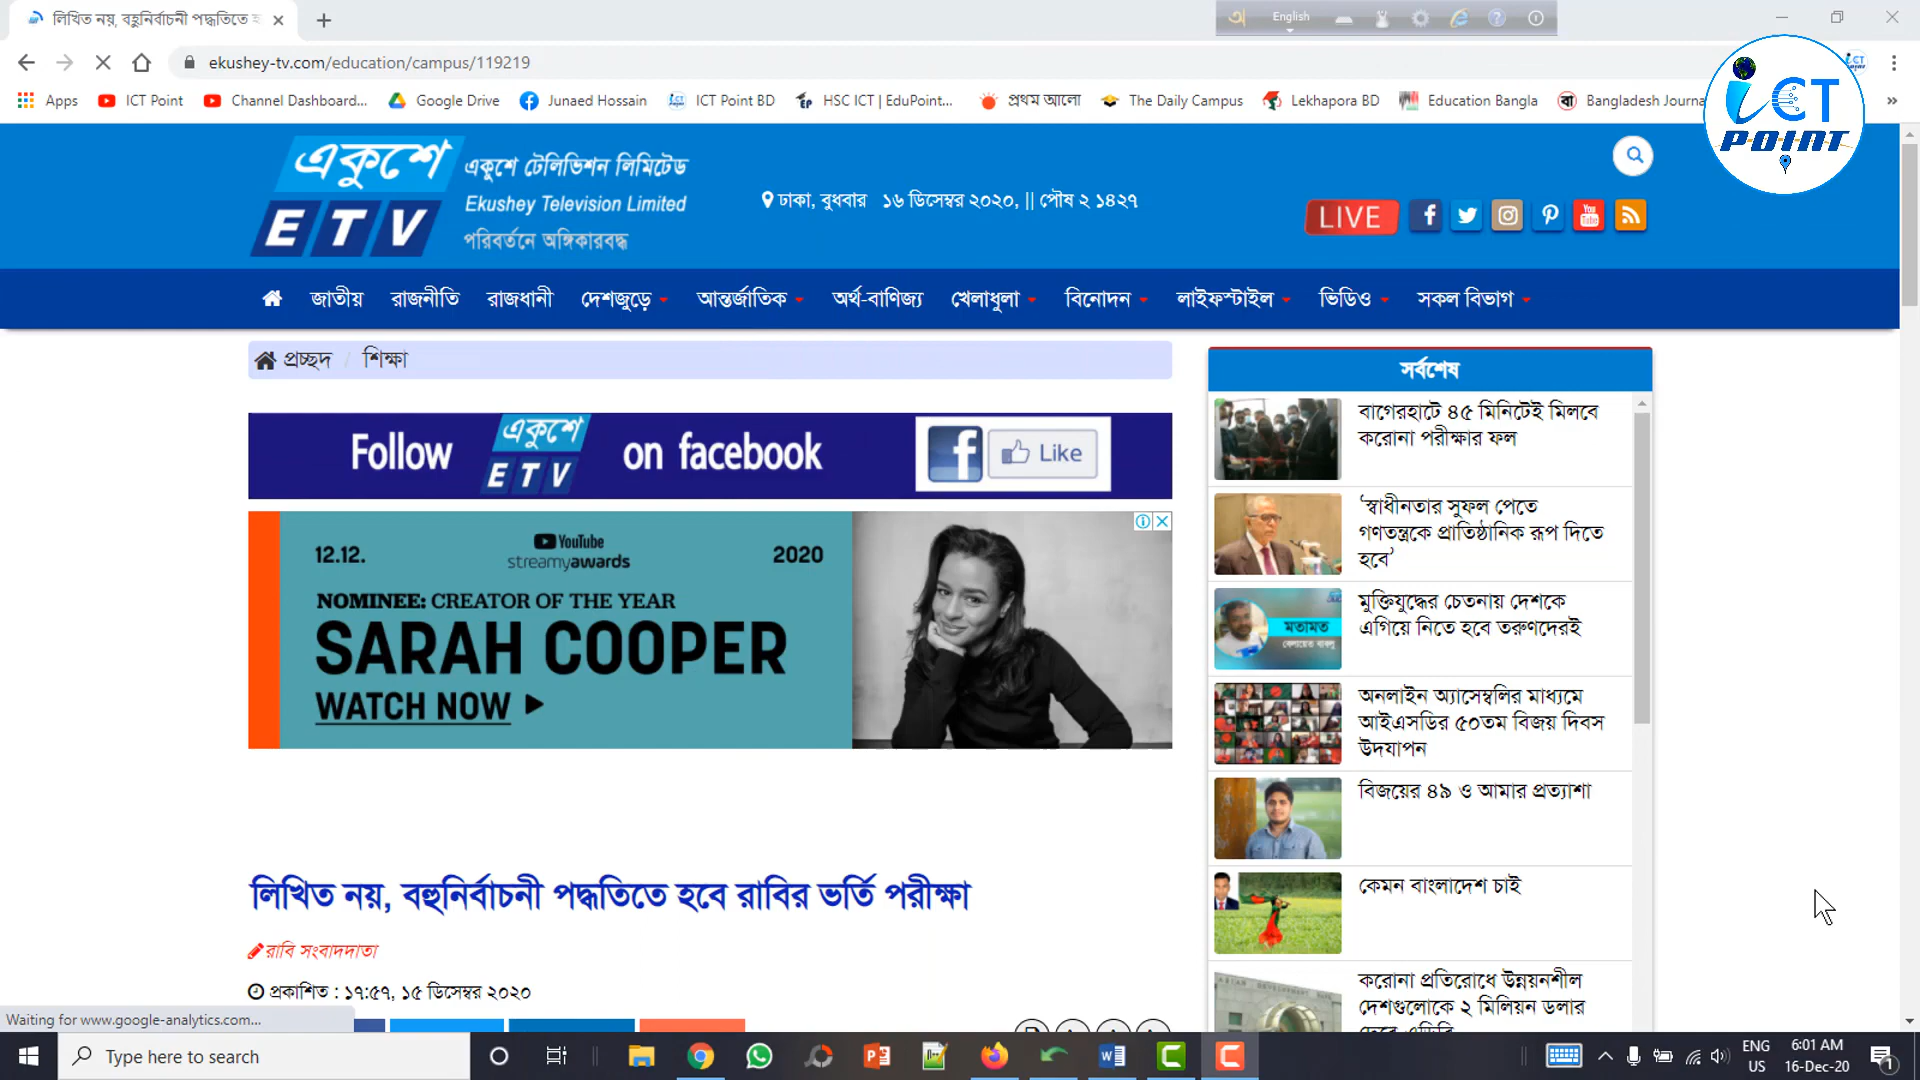 লিখিত নয়, বহুনির্বাচনী পদ্ধতিতে হ
English
ekushey-tv.com/education/campus/119219
Apps ICT Point Channel Dashboard... Google Drive Junaed Hossain ICT Point BD HSC ICT | EduPoint... প্রথম আলো The Daily Campus Lekhapora BD Education Bangla Bangladesh Journa
iCT
POINT
একুশে
ETV
একুশে টেলিভিশন লিমিটেড
Ekushey Television Limited
পরিবর্তনে অঙ্গিকারবদ্ধ
ঢাকা, বুধবার ১৬ ডিসেম্বর ২০২০, || পৌষ ২ ১৪২৭
LIVE
জাতীয় রাজনীতি রাজধানী দেশজুড়ে আন্তর্জাতিক অর্থ-বাণিজ্য খেলাধুলা বিনোদন লাইফস্টাইল ভিডিও সকল বিভাগ
প্রচ্ছদ / শিক্ষা
Follow একুশে ETV on facebook Like
12.12. YouTube streamyawards 2020
NOMINEE: CREATOR OF THE YEAR
SARAH COOPER
WATCH NOW
লিখিত নয়, বহুনির্বাচনী পদ্ধতিতে হবে রাবির ভর্তি পরীক্ষা
রাবি সংবাদদাতা
প্রকাশিত : ১৭:৫৭, ১৫ ডিসেম্বর ২০২০
সর্বশেষ
বাগেরহাটে ৪৫ মিনিটেই মিলবে
করোনা পরীক্ষার ফল
‘স্বাধীনতার সুফল পেতে
গণতন্ত্রকে প্রাতিষ্ঠানিক রূপ দিতে
হবে’
মতামত
মুক্তিযুদ্ধের চেতনায় দেশকে
এগিয়ে নিতে হবে তরুণদেরই
অনলাইন অ্যাসেম্বলির মাধ্যমে
আইএসডির ৫০তম বিজয় দিবস
উদযাপন
বিজয়ের ৪৯ ও আমার প্রত্যাশা
কেমন বাংলাদেশ চাই
করোনা প্রতিরোধে উন্নয়নশীল
দেশগুলোকে ২ মিলিয়ন ডলার
Waiting for www.google-analytics.com...
Type here to search
ENG
US
6:01 AM
16-Dec-20
1